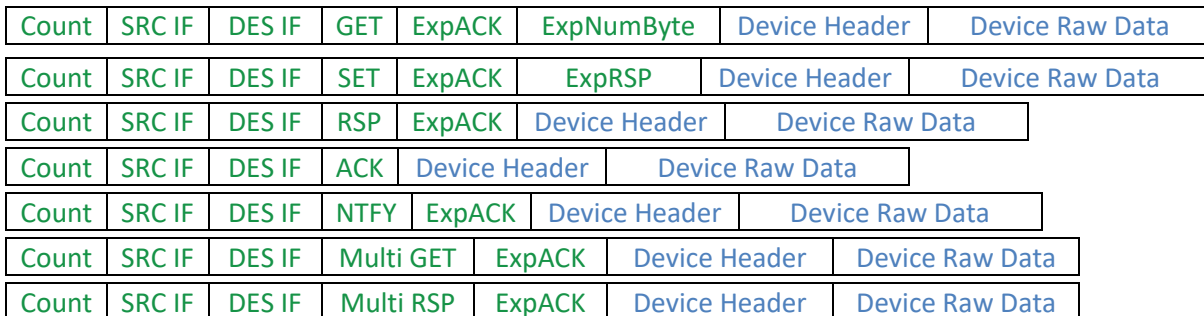 Count SRC IF DES IF GET ExpACK ExpNumByte Device Header Device Raw Data
Count SRC IF DES IF SET ExpACK ExpRSP Device Header Device Raw Data
Count SRC IF DES IF RSP ExpACK Device Header Device Raw Data
Count SRC IF DES IF ACK Device Header Device Raw Data
Count SRC IF DES IF NTFY ExpACK Device Header Device Raw Data
Count SRC IF DES IF Multi GET ExpACK Device Header Device Raw Data
Count SRC IF DES IF Multi RSP ExpACK Device Header Device Raw Data